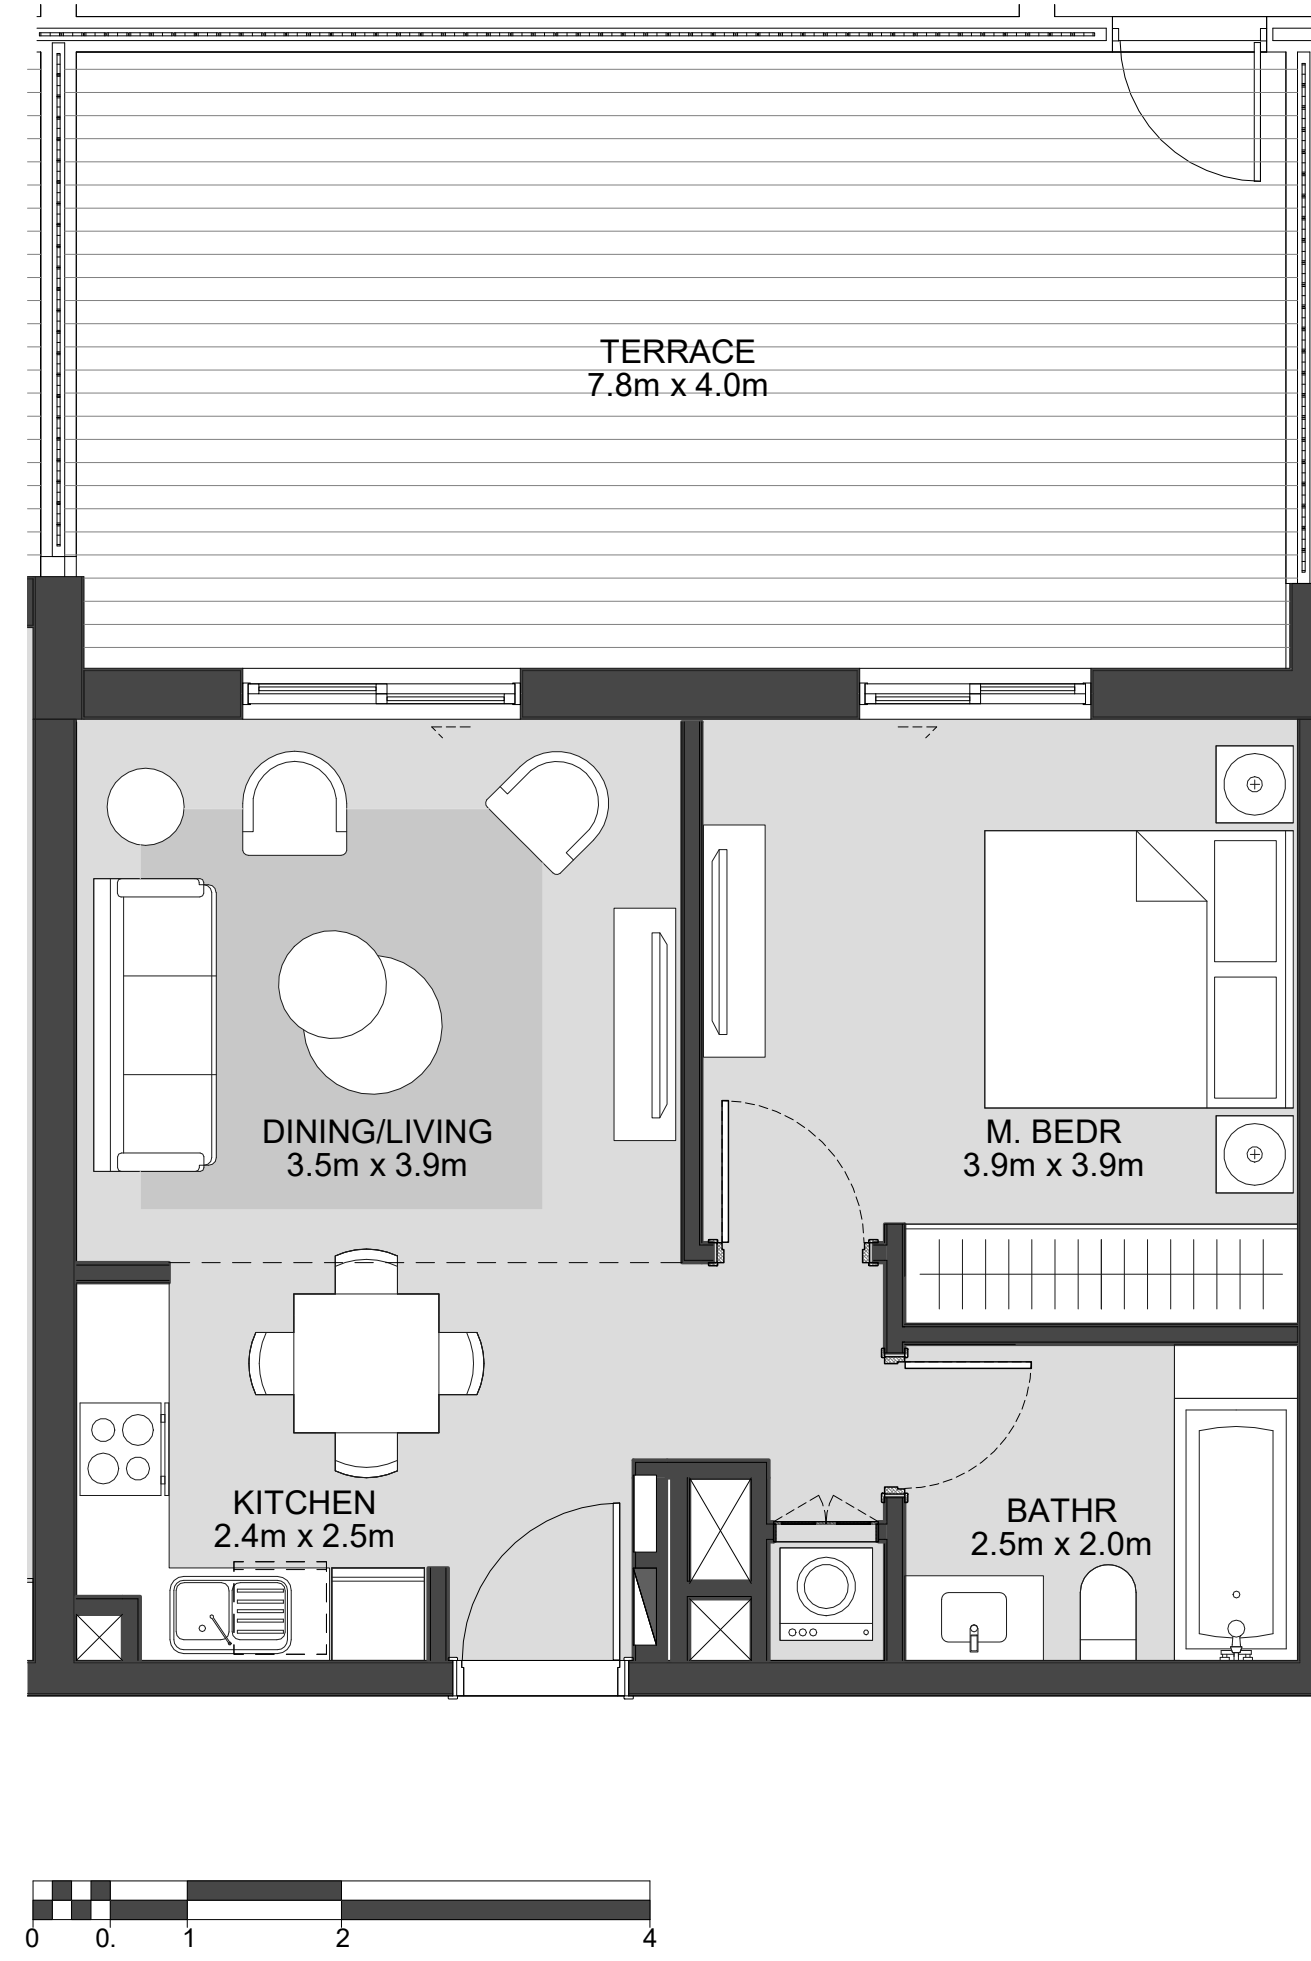 TERRACE
7.8m x 4.0m
DINING/LIVING
3.5m x 3.9m
M. BEDR
3.9m x 3.9m
KITCHEN
2.4m x 2.5m
BATHR
2.5m x 2.0m
0 0. 1 2 4